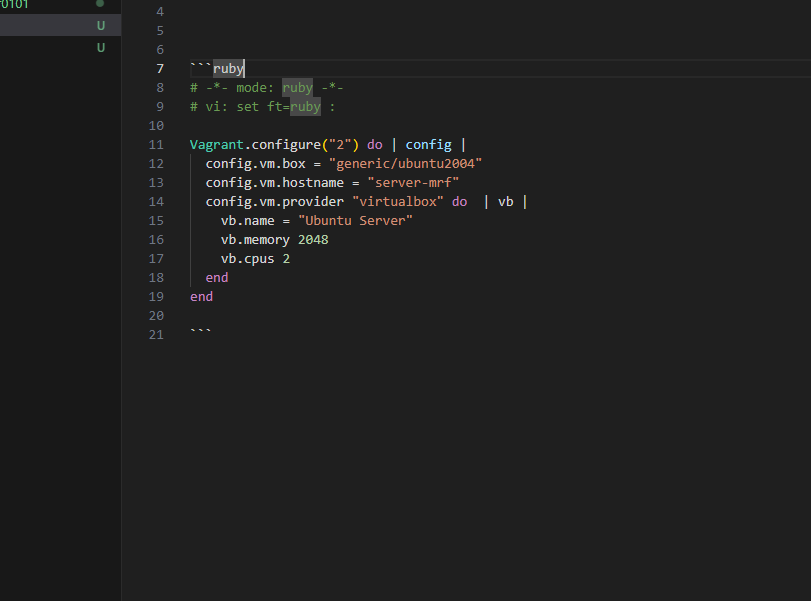 0101
U
U
4
5
6
7 ```ruby
8 # -*- mode: ruby -*-
9 # vi: set ft=ruby :
10
11 Vagrant.configure("2") do | config |
12   config.vm.box = "generic/ubuntu2004"
13   config.vm.hostname = "server-mrf"
14   config.vm.provider "virtualbox" do  | vb |
15     vb.name = "Ubuntu Server"
16     vb.memory 2048
17     vb.cpus 2
18   end
19 end
20
21 ```